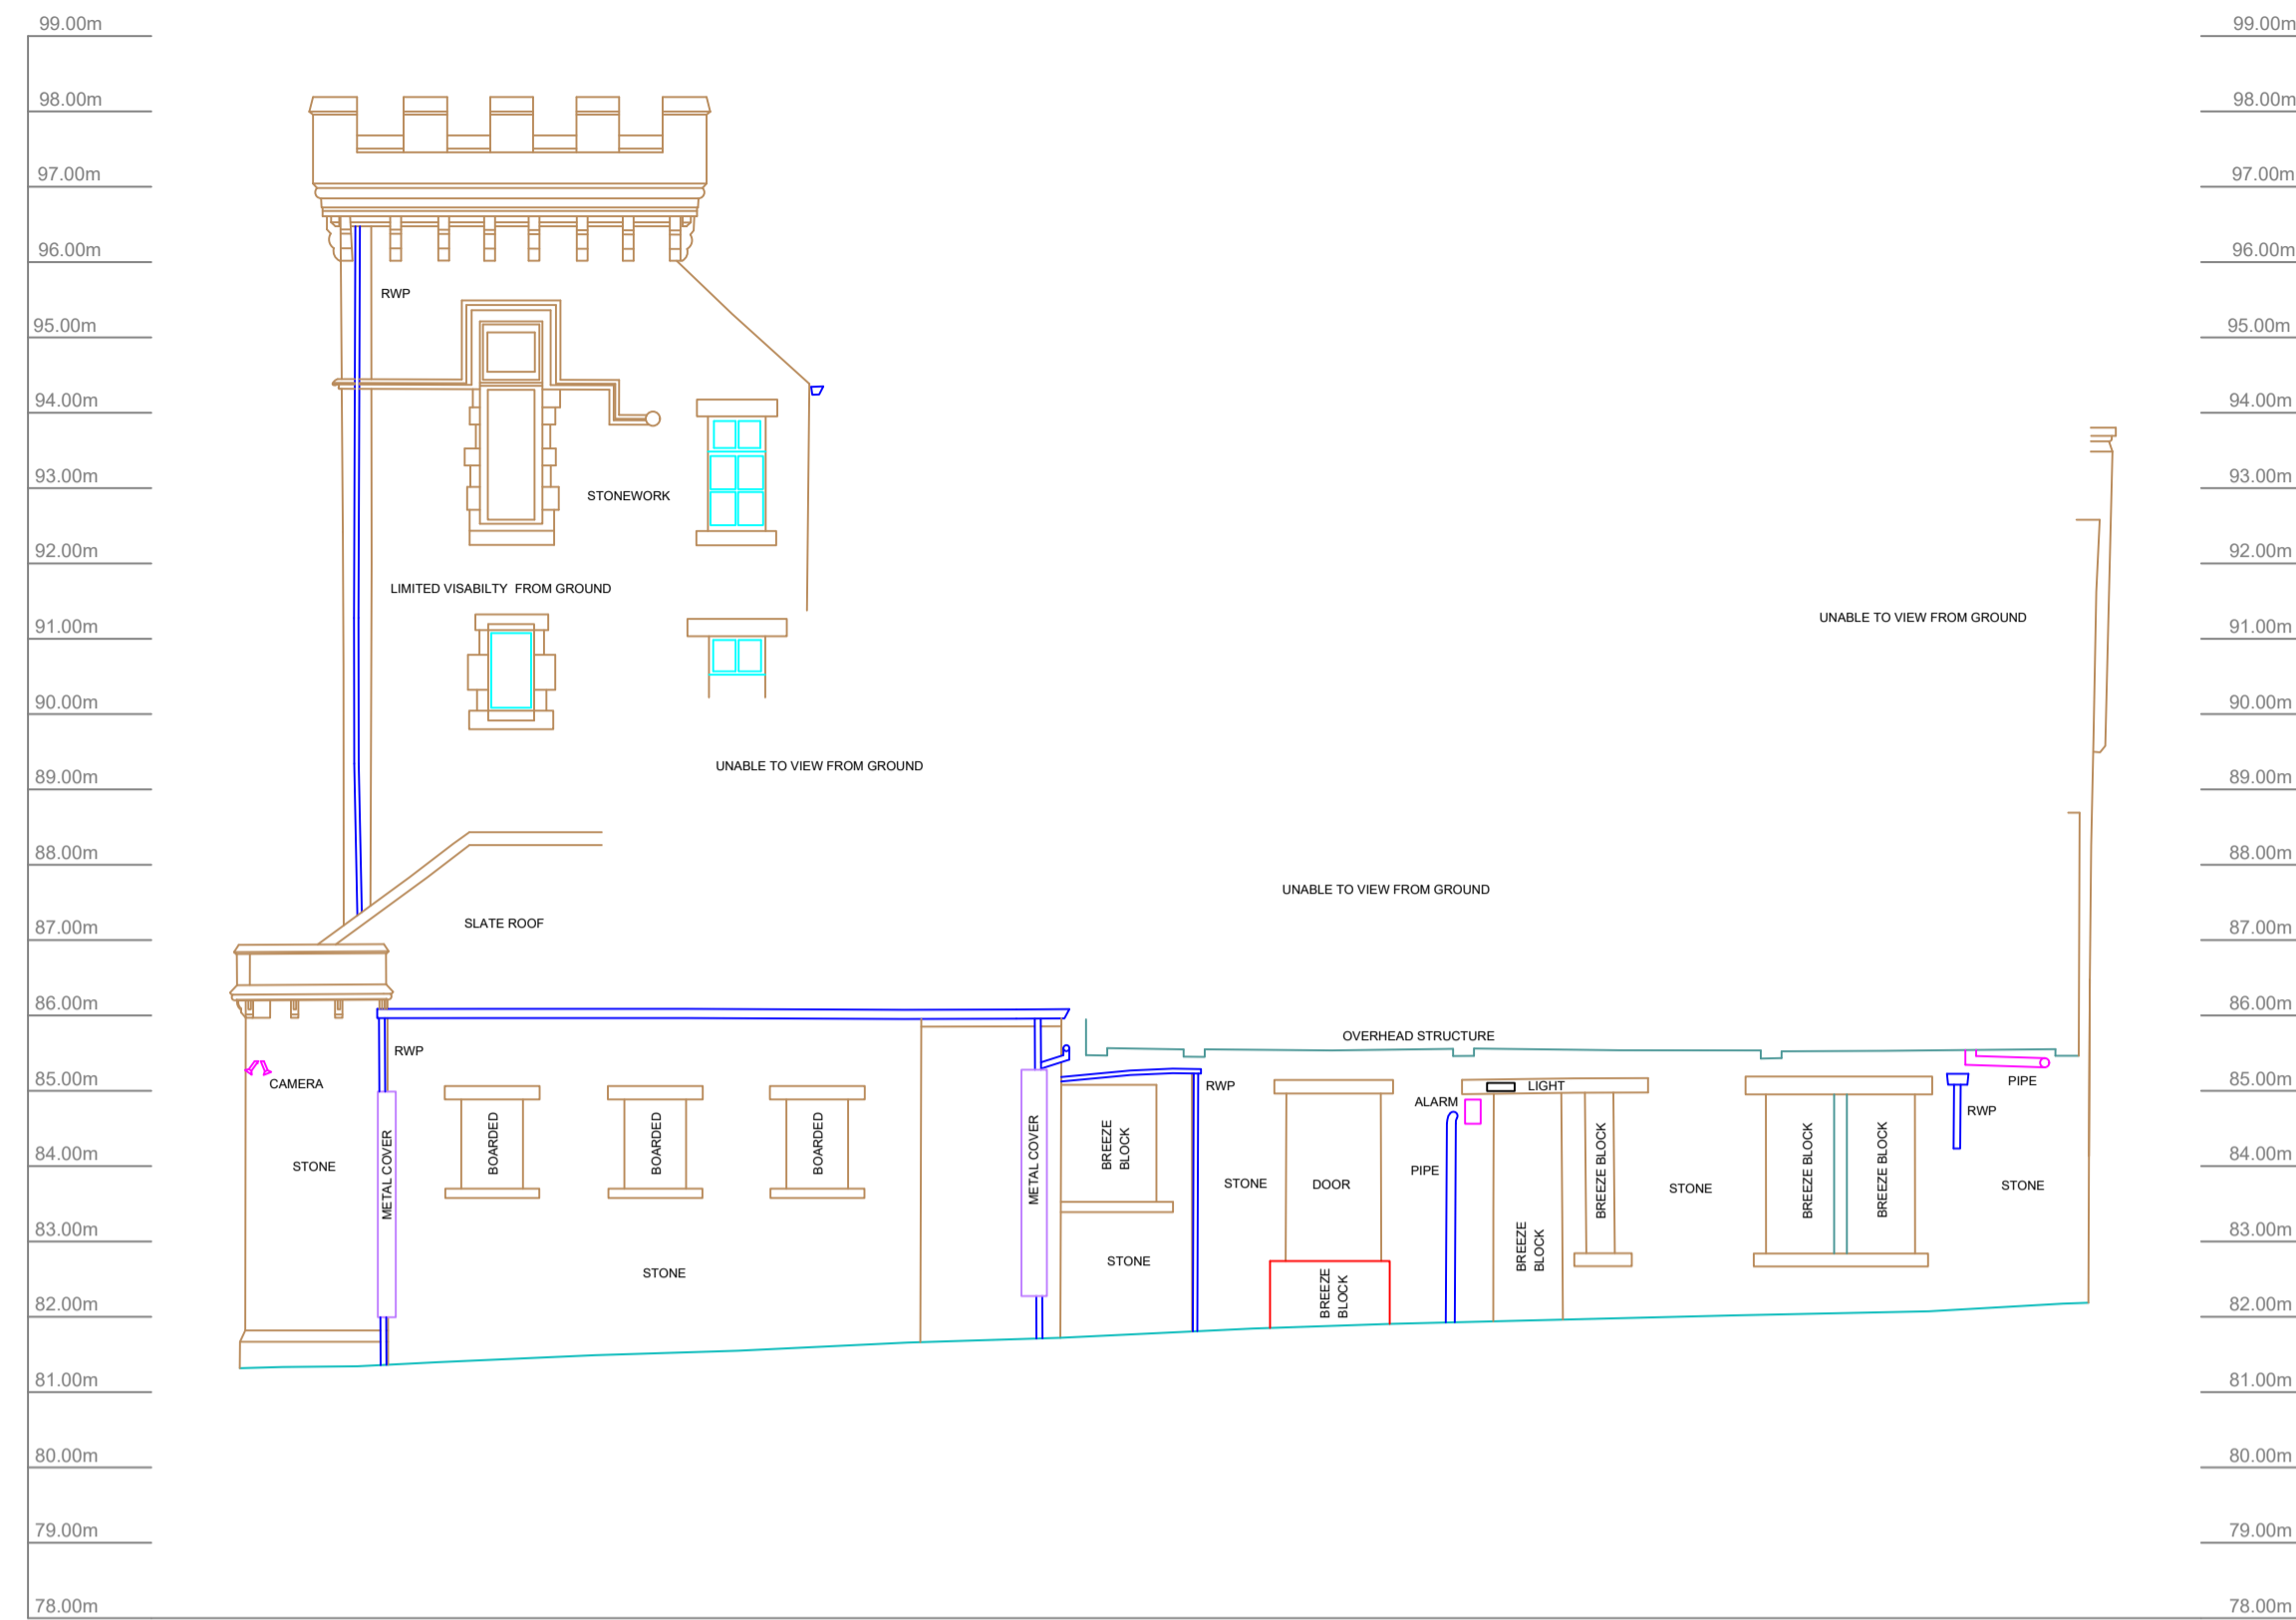 99.00m 99.00m
98.00m 98.00m
97.00m 97.00m
96.00m 96.00m
RWP
95.00m 95.00m
94.00m 94.00m
93.00m 93.00m
STONEWORK
92.00m 92.00m
LIMITED VISABILTY FROM GROUND
UNABLE TO VIEW FROM GROUND
91.00m 91.00m
90.00m 90.00m
UNABLE TO VIEW FROM GROUND
89.00m 89.00m
88.00m 88.00m
UNABLE TO VIEW FROM GROUND
SLATE ROOF
87.00m 87.00m
86.00m 86.00m
OVERHEAD STRUCTURE
RWP
CAMERA
85.00m 85.00m
RWP
LIGHT
PIPE
ALARM
RWP
BOARDED
BOARDED
BOARDED
BREEZE
BLOCK
84.00m 84.00m
STONE
METAL COVER
METAL COVER
STONE
DOOR
PIPE
BREEZE BLOCK
STONE
BREEZE BLOCK
BREEZE BLOCK
STONE
83.00m 83.00m
STONE
STONE
BREEZE
BLOCK
BREEZE
BLOCK
82.00m 82.00m
81.00m 81.00m
80.00m 80.00m
79.00m 79.00m
78.00m 78.00m